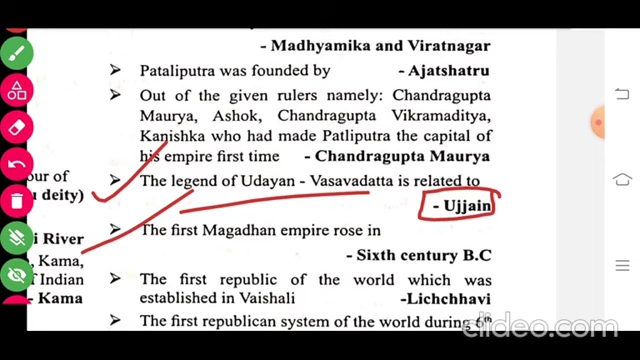 - Madhyamika and Viratnagar
➤ Pataliputra was founded by - Ajatshatru
➤ Out of the given rulers namely: Chandragupta
Maurya, Ashok, Chandragupta Vikramaditya,
Kanishka who had made Patliputra the capital of
his empire first time - Chandragupta Maurya
our of
u deity)
➤ The legend of Udayan - Vasavadatta is related to
- Ujjain
i River
➤ The first Magadhan empire rose in
, Kama,
- Sixth century B.C
f Indian
➤ The first republic of the world which was
- Kama
established in Vaishali -Lichchhavi
➤ The first republican system of the world during 6th
clideo.com